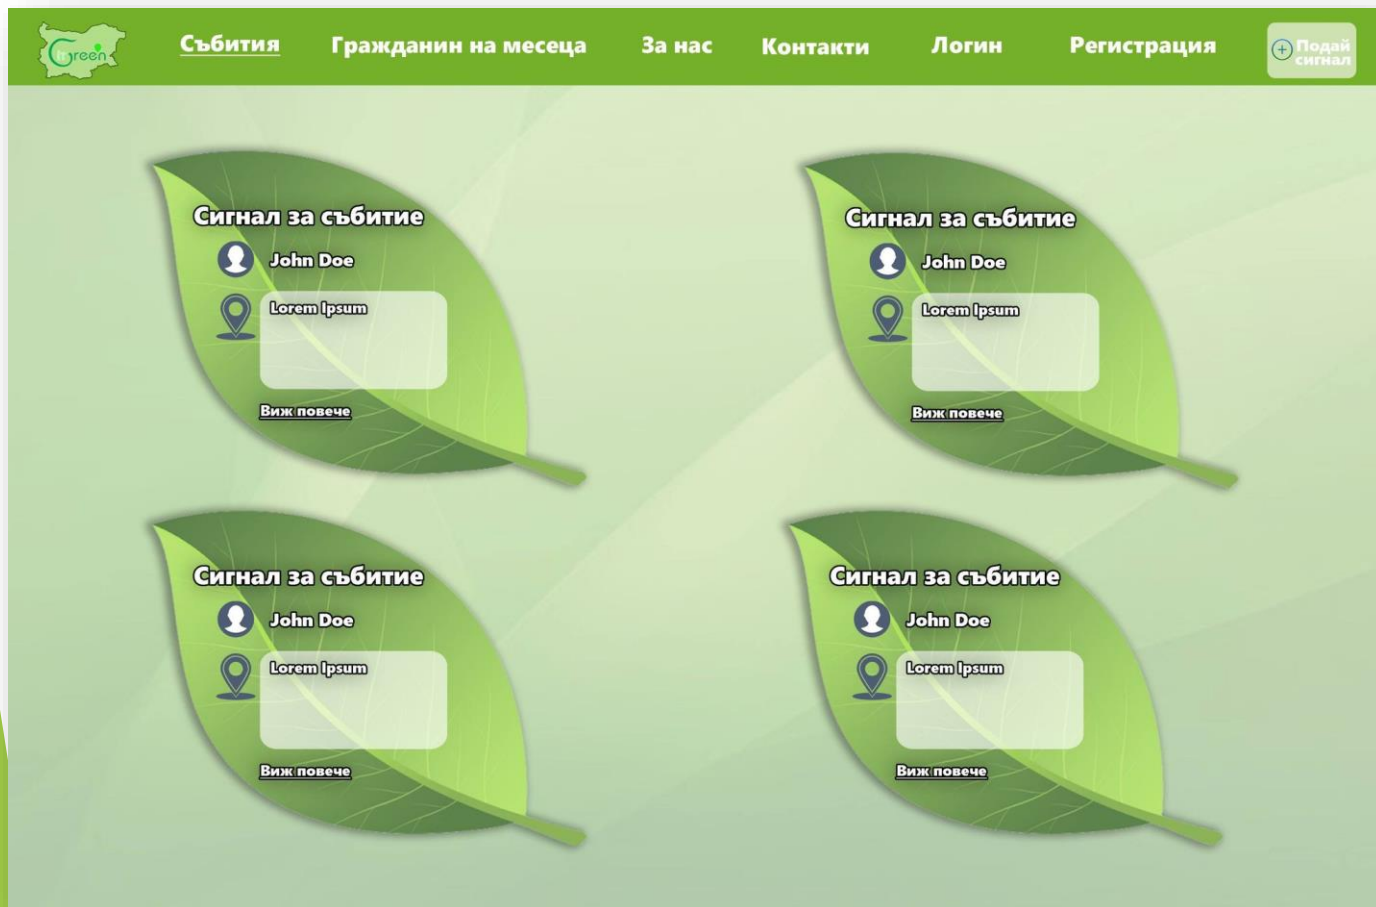 Green
Събития
Гражданин на месеца
За нас
Контакти
Логин
Регистрация
Подай
сигнал
Сигнал за събитие
John Doe
Lorem Ipsum
Виж повече
Сигнал за събитие
John Doe
Lorem Ipsum
Виж повече
Сигнал за събитие
John Doe
Lorem Ipsum
Виж повече
Сигнал за събитие
John Doe
Lorem Ipsum
Виж повече